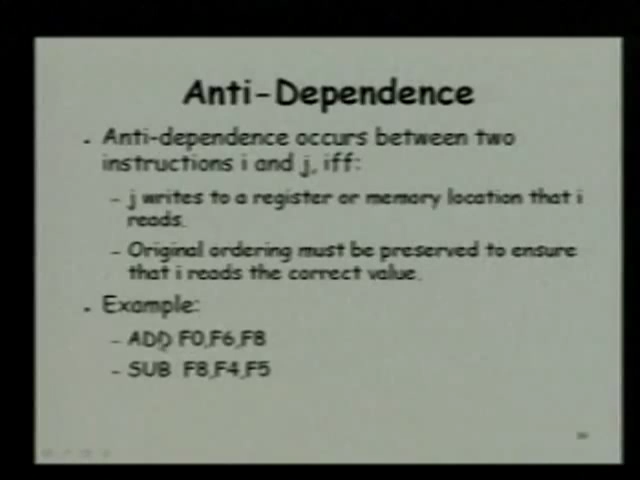 Anti-Dependence
• Anti-dependence occurs between two
instructions i and j, iff:
– j writes to a register or memory location that i
reads.
– Original ordering must be preserved to ensure
that i reads the correct value.
• Example:
– ADD F0,F6,F8
– SUB F8,F4,F5